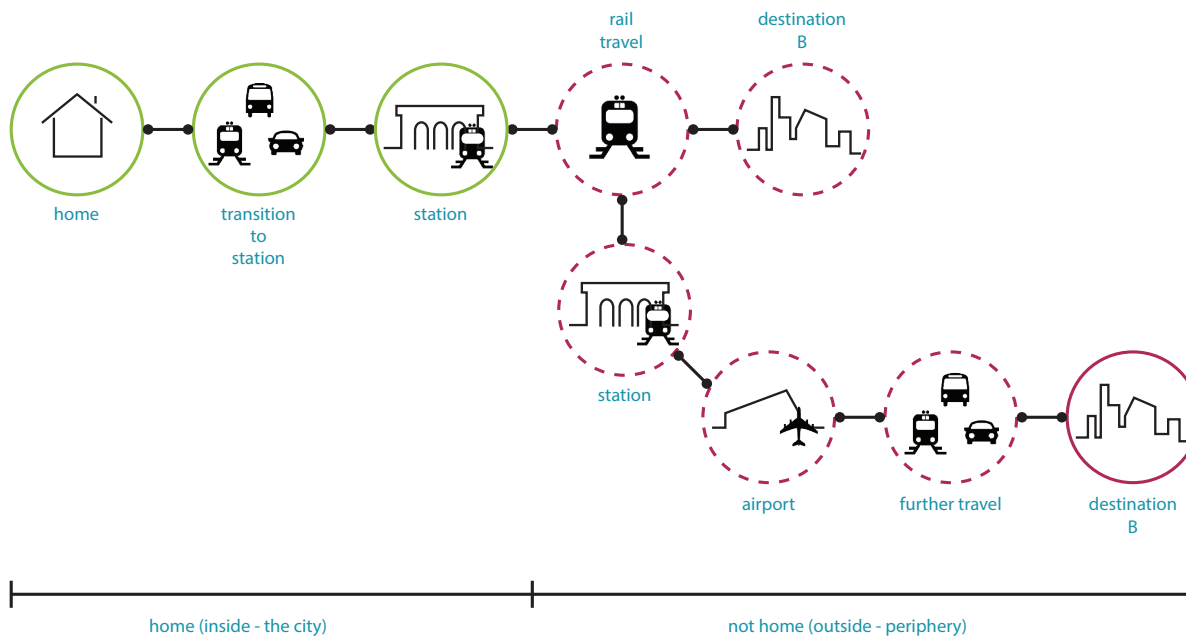 rail
travel
destination
B
home
transition
to
station
station
station
airport
further travel
destination
B
home (inside - the city)
not home (outside - periphery)